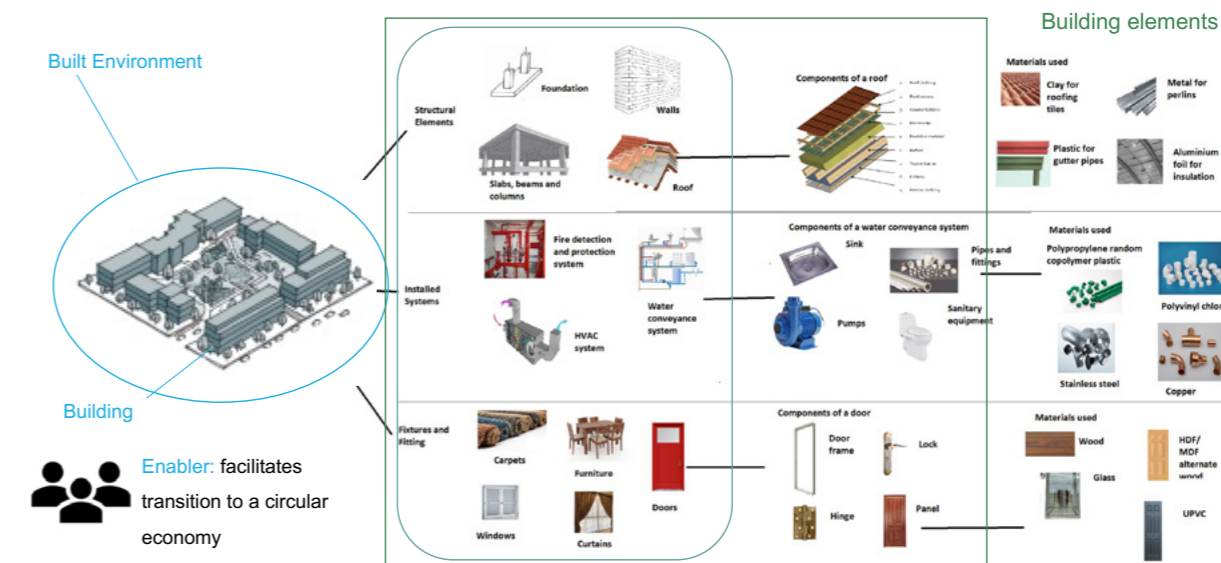 Building elements
Built Environment
Building
Enabler: facilitates
transition to a circular
economy
Structural
Elements
Foundation
Walls
Slabs, beams and
columns
Roof
Components of a roof
Materials used
Clay for
roofing
tiles
Metal for
perlins
Plastic for
gutter pipes
Aluminium
foil for
insulation
Installed
Systems
Fire detection
and protection
system
HVAC
system
Water
conveyance
system
Components of a water conveyance system
Sink
Pipes and
fittings
Pumps
Sanitary
equipment
Materials used
Polypropylene random
copolymer plastic
Polyvinyl chlor
Stainless steel
Copper
Fixtures and
Fitting
Carpets
Furniture
Windows
Curtains
Doors
Components of a door
Door
frame
Lock
Hinge
Panel
Materials used
Wood
HDF/
MDF
alternate
wood
Glass
UPVC